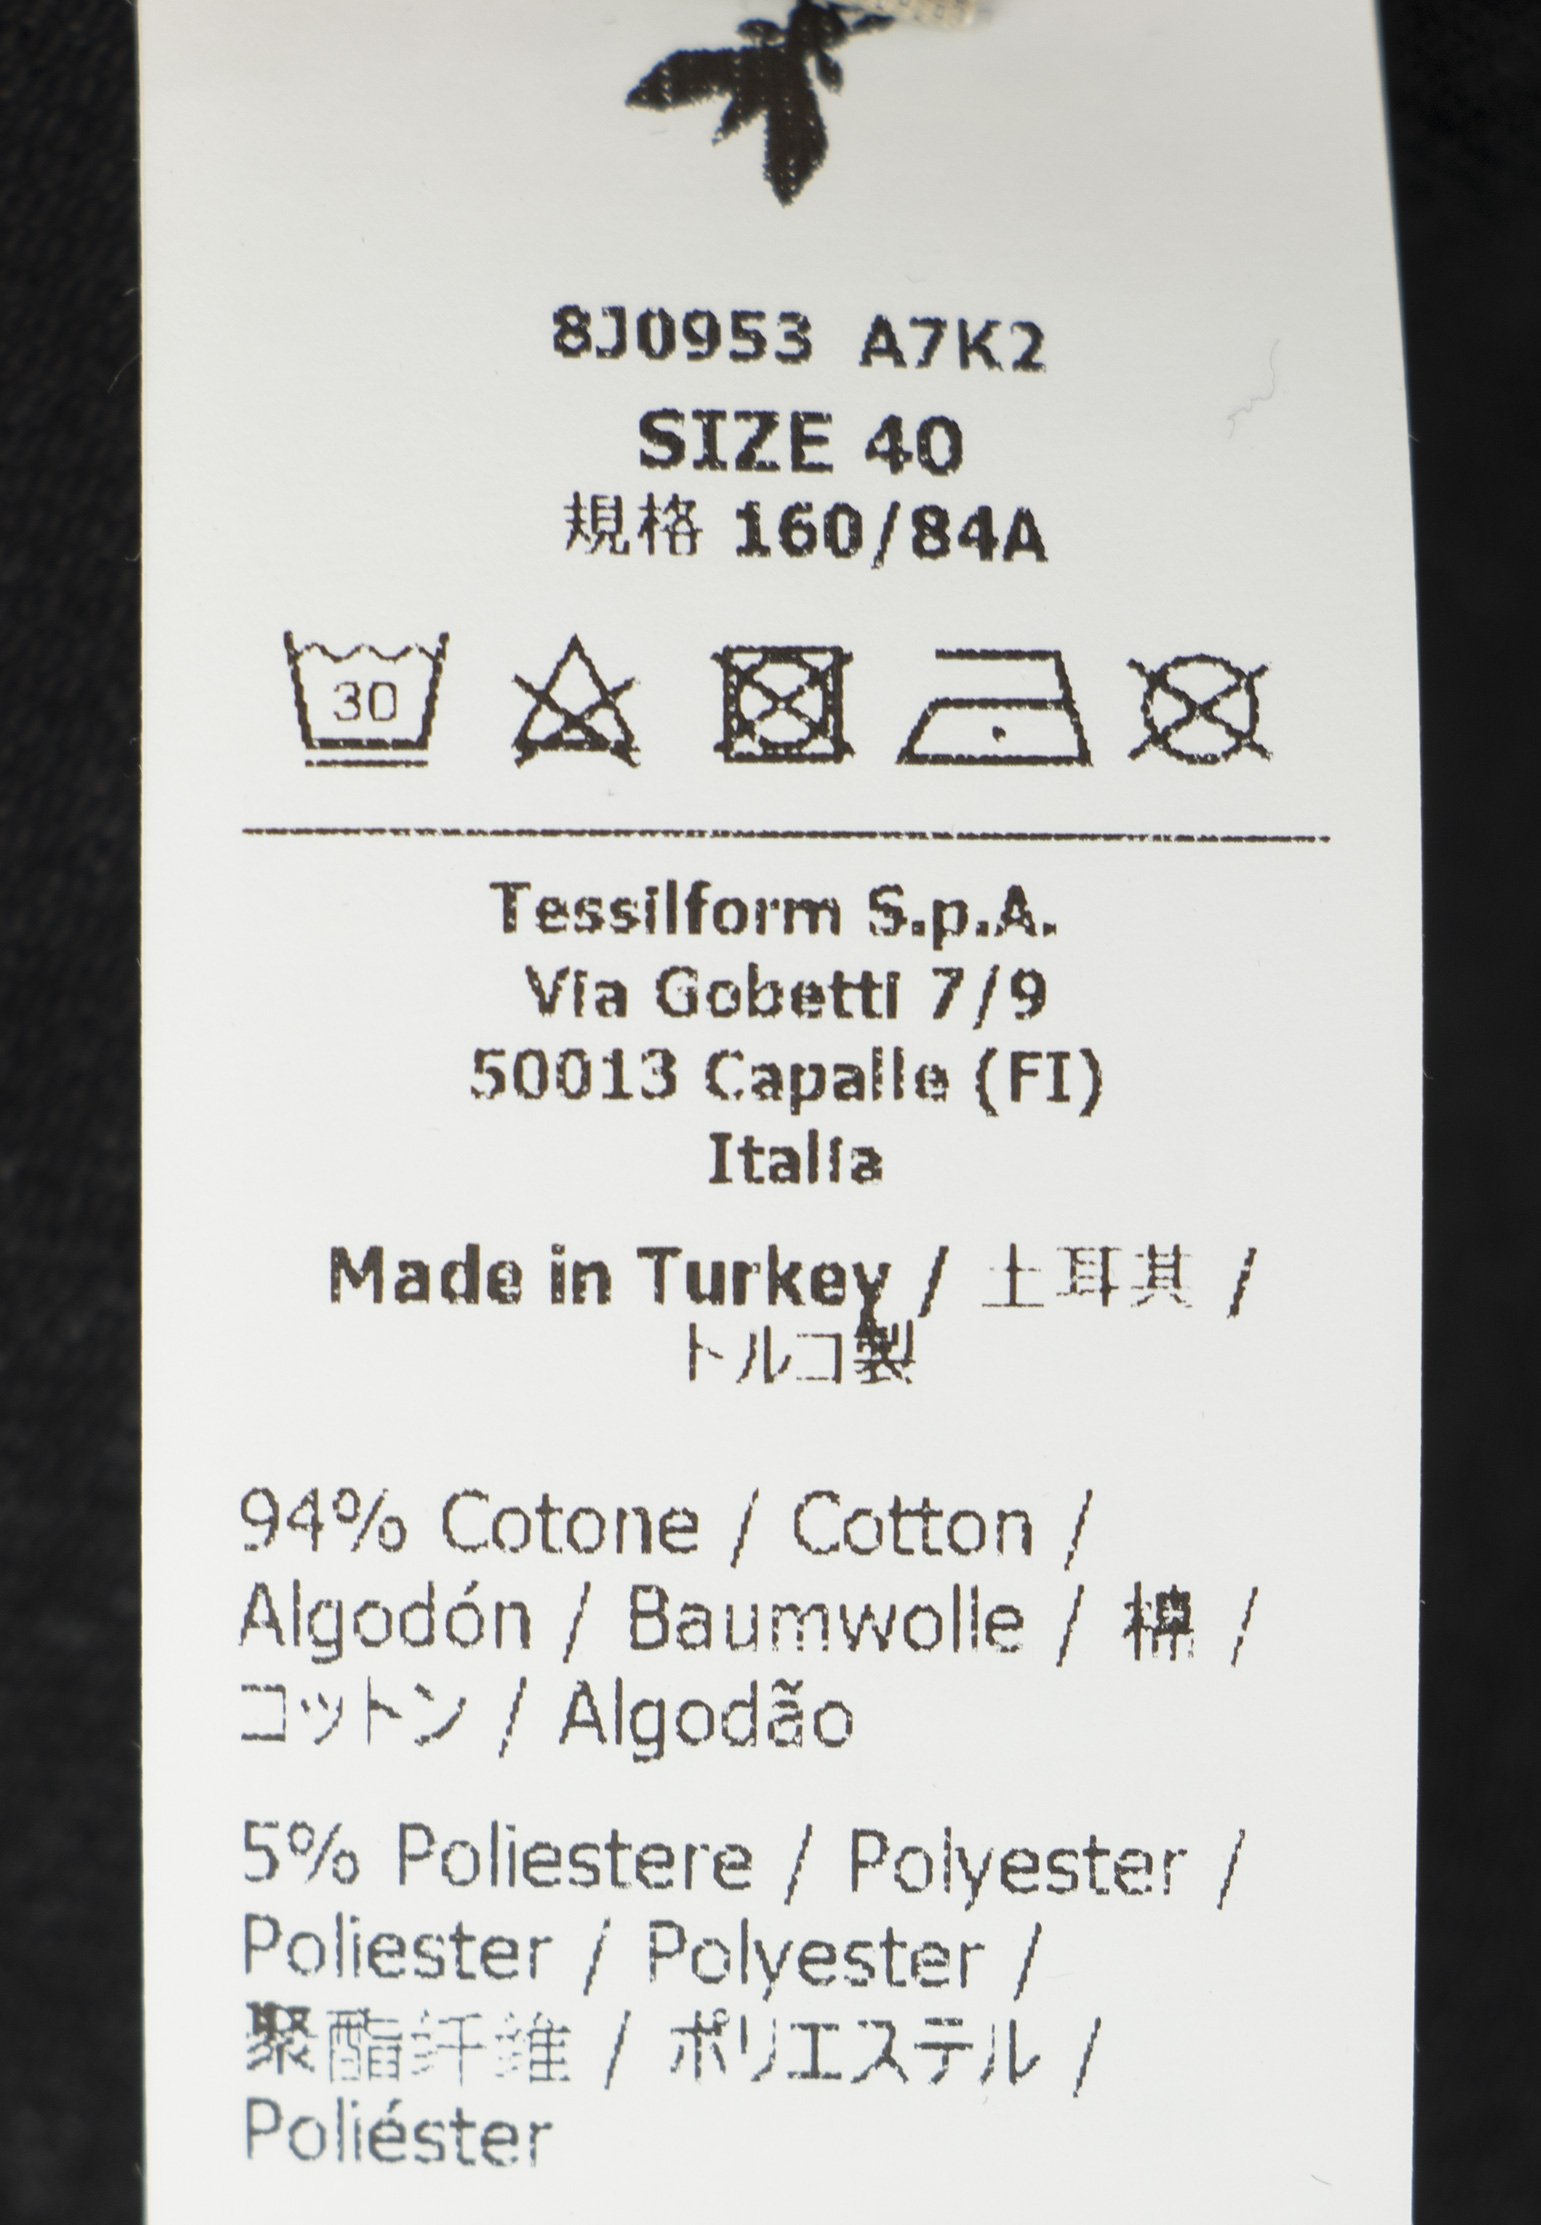 8J0953 A7K2
SIZE 40
規格 160/84A
30
Tessilform S.p.A.
Via Gobetti 7/9
50013 Capalle (FI)
Italia
Made in Turkey / 土耳其 /
トルコ製
94% Cotone / Cotton /
Algodón / Baumwolle / 棉 /
コットン / Algodão
5% Poliestere / Polyester /
Poliester / Polyester /
聚酯纤维 / ポリエステル /
Poliéster